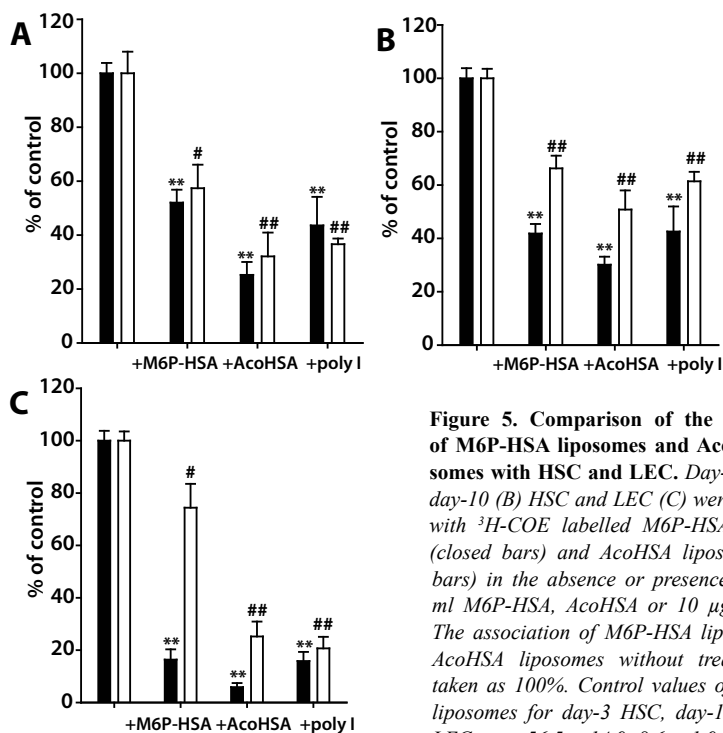 A
120
100
80
60
40
20
0
% of control
**
#
**
##
**
##
+M6P-HSA +AcoHSA +poly I
B
120
100
80
60
40
20
0
% of control
**
##
**
##
**
##
+M6P-HSA +AcoHSA +poly I
C
120
100
80
60
40
20
0
% of control
**
#
**
##
**
##
+M6P-HSA +AcoHSA +poly I
Figure 5. Comparison of the
of M6P-HSA liposomes and Aco
somes with HSC and LEC. Day-
day-10 (B) HSC and LEC (C) wer
with ³H-COE labelled M6P-HSA
(closed bars) and AcoHSA lipos
bars) in the absence or presence
ml M6P-HSA, AcoHSA or 10 µg
The association of M6P-HSA lip
AcoHSA liposomes without trea
taken as 100%. Control values o
liposomes for day-3 HSC, day-1